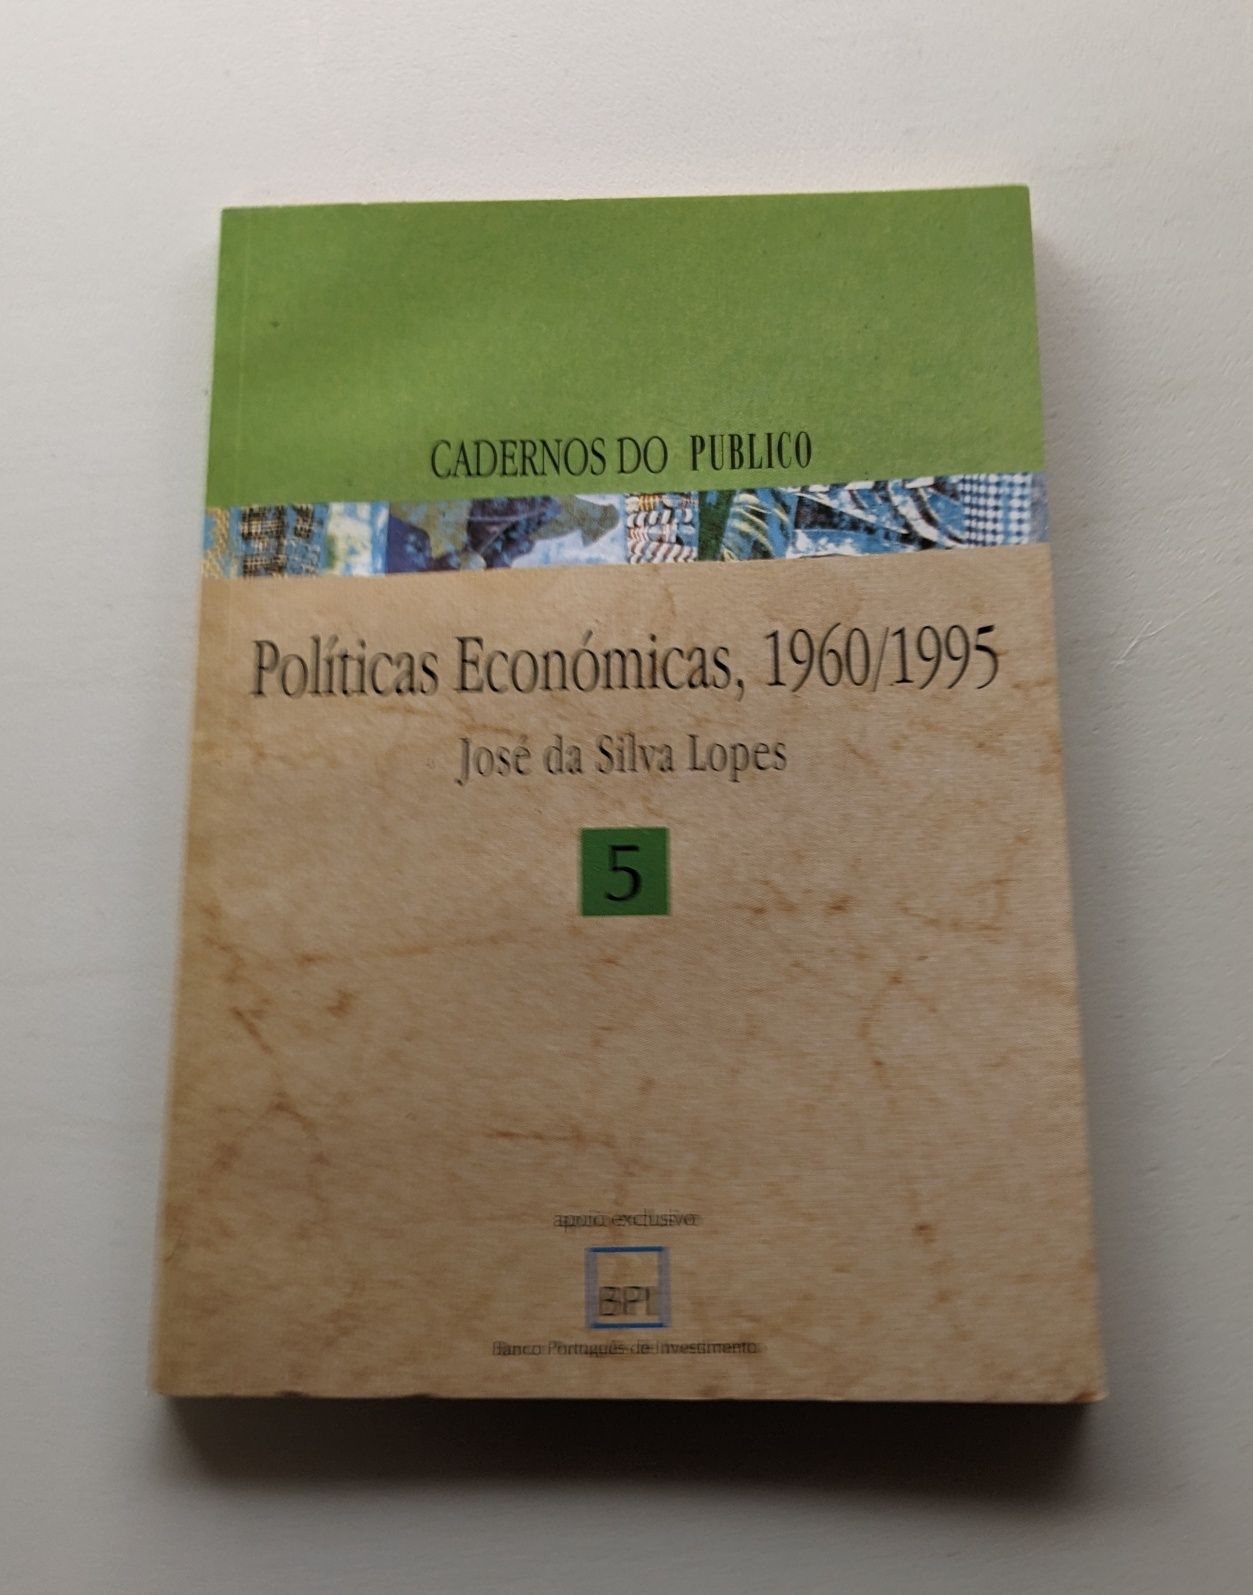 CADERNOS DO PUBLICO
Políticas Económicas, 1960/1995
José da Silva Lopes
5
apoio exclusivo
BPI
Banco Português de Investimento